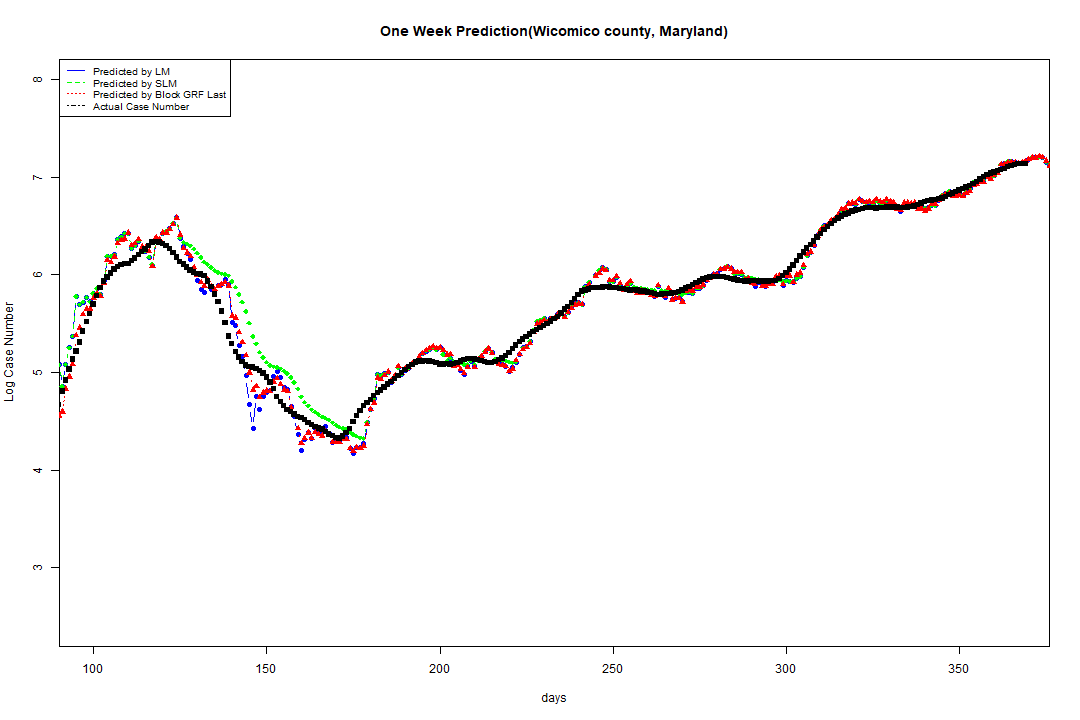 One Week Prediction(Wicomico county, Maryland)
Predicted by LM
Predicted by SLM
Predicted by Block GRF Last
Actual Case Number
8
7
6
5
4
3
Log Case Number
100 150 200 250 300 350
days